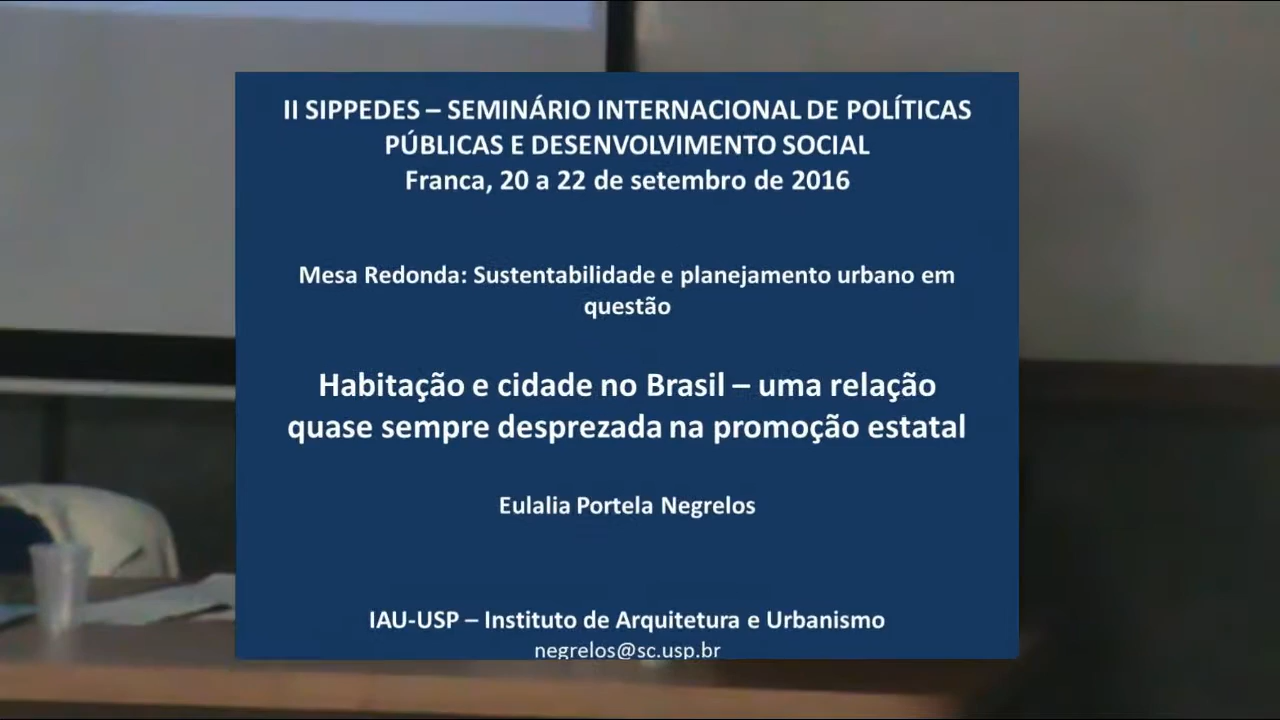 II SIPPEDES – SEMINÁRIO INTERNACIONAL DE POLÍTICAS
PÚBLICAS E DESENVOLVIMENTO SOCIAL
Franca, 20 a 22 de setembro de 2016
Mesa Redonda: Sustentabilidade e planejamento urbano em
questão
Habitação e cidade no Brasil – uma relação
quase sempre desprezada na promoção estatal
Eulalia Portela Negrelos
IAU-USP – Instituto de Arquitetura e Urbanismo
negrelos@sc.usp.br